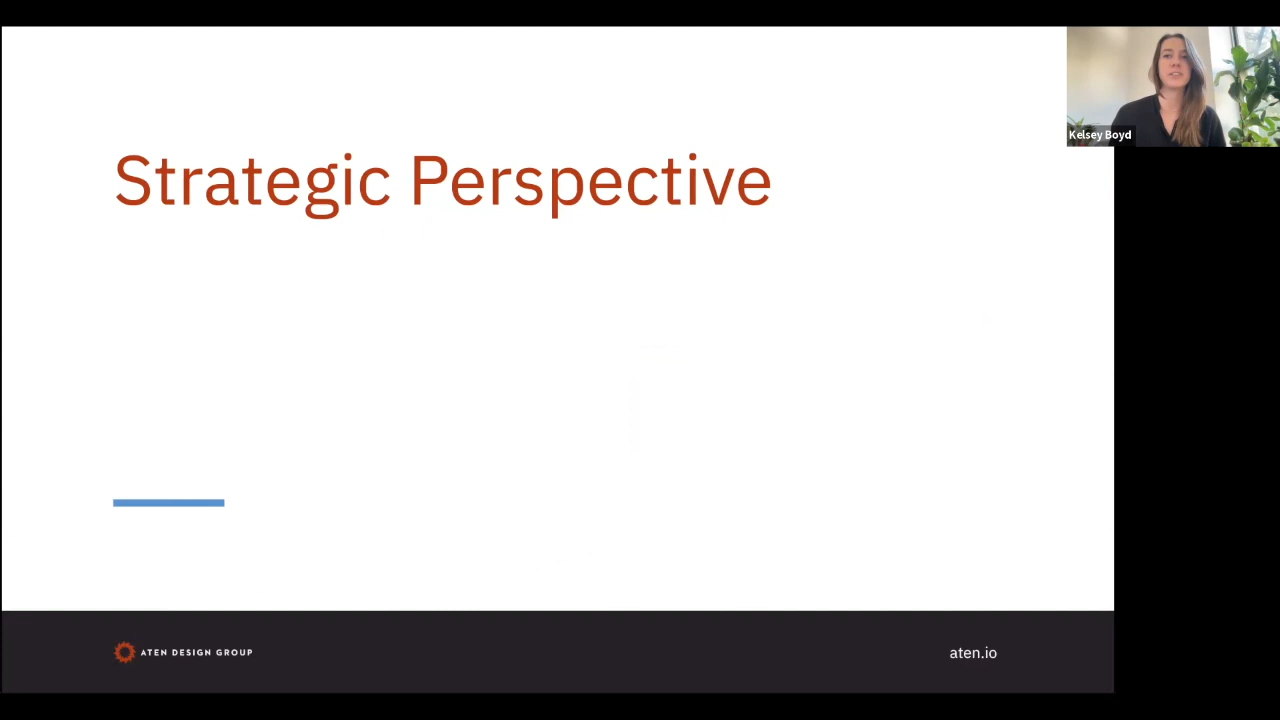 Kelsey Boyd
Strategic Perspective
ATEN DESIGN GROUP
aten.io